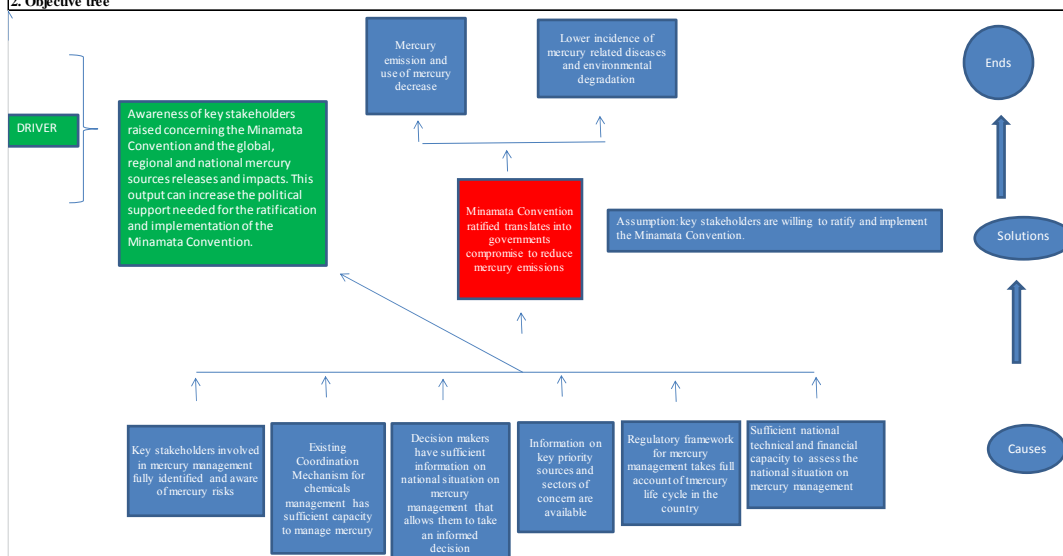 2. Objective tree
Mercury
emission and
use of mercury
decrease
Lower incidence of
mercury related diseases
and environmental
degradation
Ends
DRIVER
Awareness of key stakeholders
raised concerning the Minamata
Convention and the global,
regional and national mercury
sources releases and impacts. This
output can increase the political
support needed for the ratification
and implementation of the
Minamata Convention.
Minamata Convention
ratified translates into
governments
compromise to reduce
mercury emissions
Assumption: key stakeholders are willing to ratify and implement
the Minamata Convention.
Solutions
Key stakeholders involved
in mercury management
fully identified and aware
of mercury risks
Existing
Coordination
Mechanism for
chemicals
management has
sufficient capacity
to manage mercury
Decision makers
have sufficient
information on
national situation on
mercury
management that
allows them to take
an informed
decision
Information on
key priority
sources and
sectors of
concern are
available
Regulatory framework
for mercury
management takes full
account of tmercury
life cycle in the
country
Sufficient national
technical and financial
capacity to assess the
national situation on
mercury management
Causes